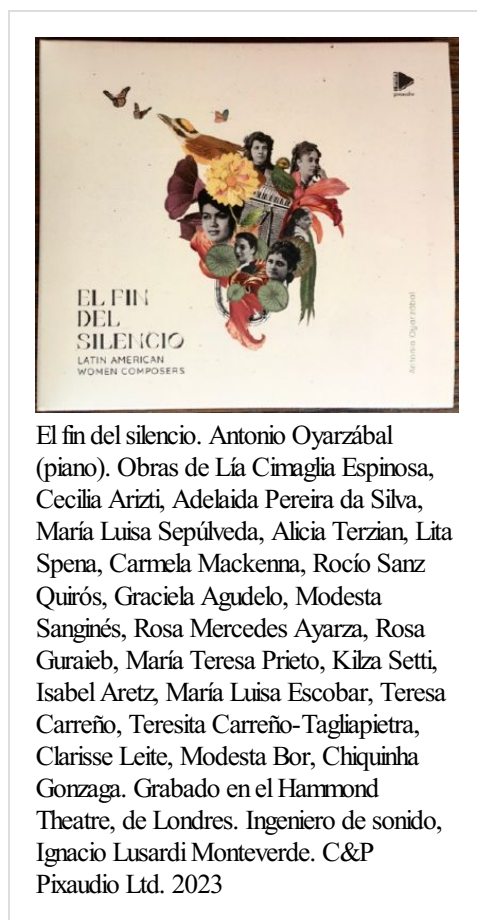 pixaudio
EL FIN
DEL
SILENCIO
LATIN AMERICAN
WOMEN COMPOSERS
Antonio Oyarzábal
El fin del silencio. Antonio Oyarzábal
(piano). Obras de Lía Cimaglia Espinosa,
Cecilia Arizti, Adelaida Pereira da Silva,
María Luisa Sepúlveda, Alicia Terzian, Lita
Spena, Carmela Mackenna, Rocío Sanz
Quirós, Graciela Agudelo, Modesta
Sanginés, Rosa Mercedes Ayarza, Rosa
Guraieb, María Teresa Prieto, Kilza Setti,
Isabel Aretz, María Luisa Escobar, Teresa
Carreño, Teresita Carreño-Tagliapietra,
Clarisse Leite, Modesta Bor, Chiquinha
Gonzaga. Grabado en el Hammond
Theatre, de Londres. Ingeniero de sonido,
Ignacio Lusardi Monteverde. C&P
Pixaudio Ltd. 2023